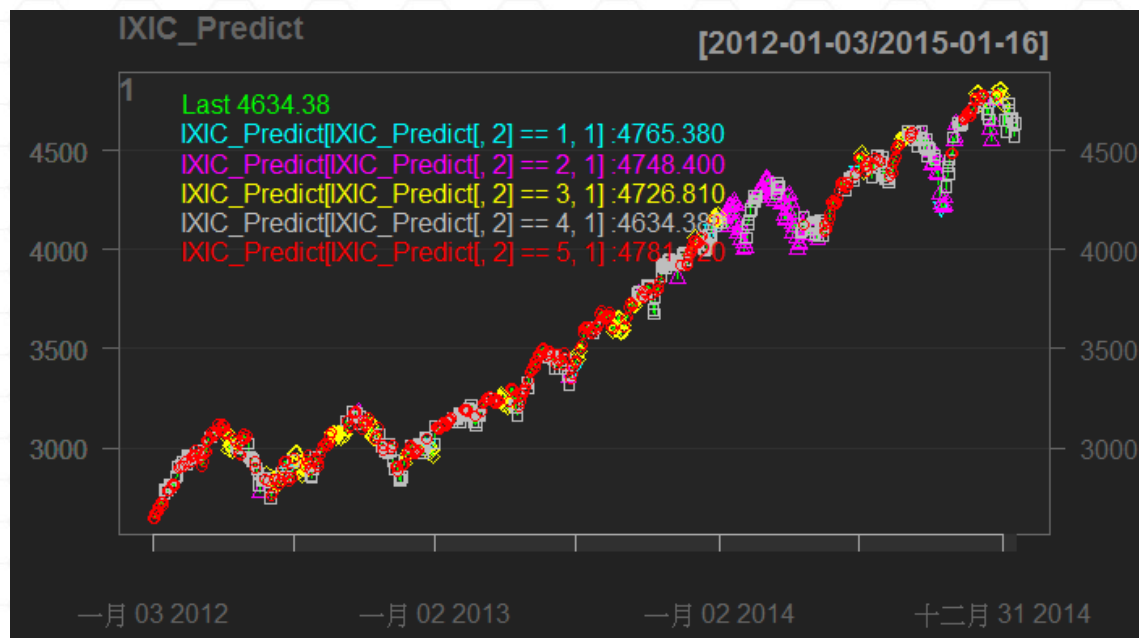 IXIC_Predict
[2012-01-03/2015-01-16]
1
Last 4634.38
IXIC_Predict[IXIC_Predict[, 2] == 1, 1] :4765.380
IXIC_Predict[IXIC_Predict[, 2] == 2, 1] :4748.400
IXIC_Predict[IXIC_Predict[, 2] == 3, 1] :4726.810
IXIC_Predict[IXIC_Predict[, 2] == 4, 1] :4634.380
IXIC_Predict[IXIC_Predict[, 2] == 5, 1]
4500 4500
4000 4000
3500 3500
3000 3000
一月 03 2012 一月 02 2013 一月 02 2014 十二月 31 2014